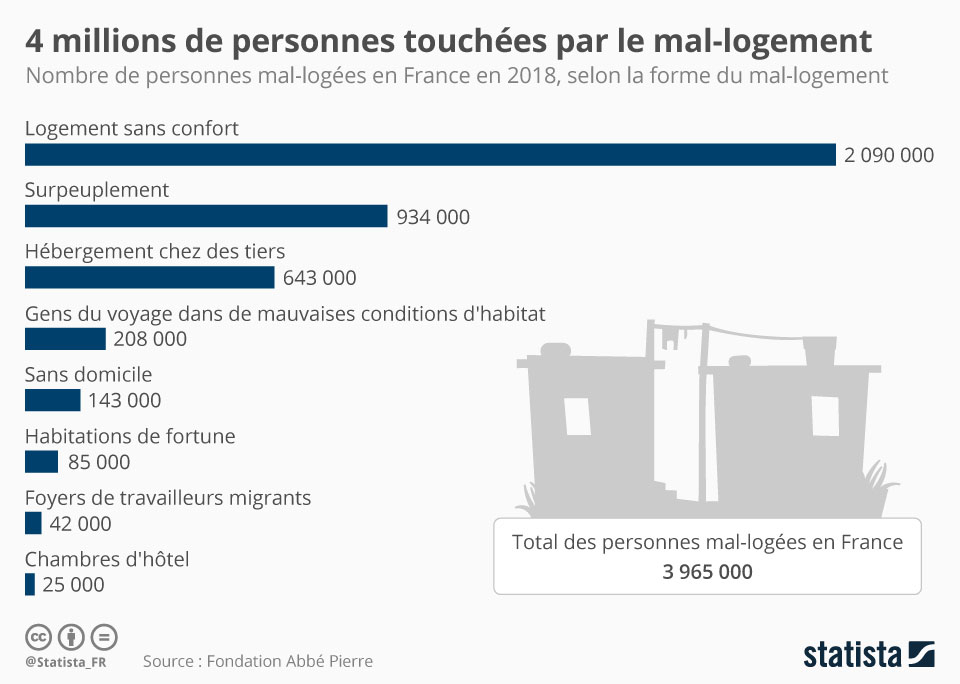 4 millions de personnes touchées par le mal-logement
Nombre de personnes mal-logées en France en 2018, selon la forme du mal-logement
Logement sans confort
2 090 000
Surpeuplement
934 000
Hébergement chez des tiers
643 000
Gens du voyage dans de mauvaises conditions d'habitat
208 000
Sans domicile
143 000
Habitations de fortune
85 000
Foyers de travailleurs migrants
42 000
Chambres d'hôtel
25 000
Total des personnes mal-logées en France
3 965 000
cc
@Statista_FR
Source : Fondation Abbé Pierre
statista